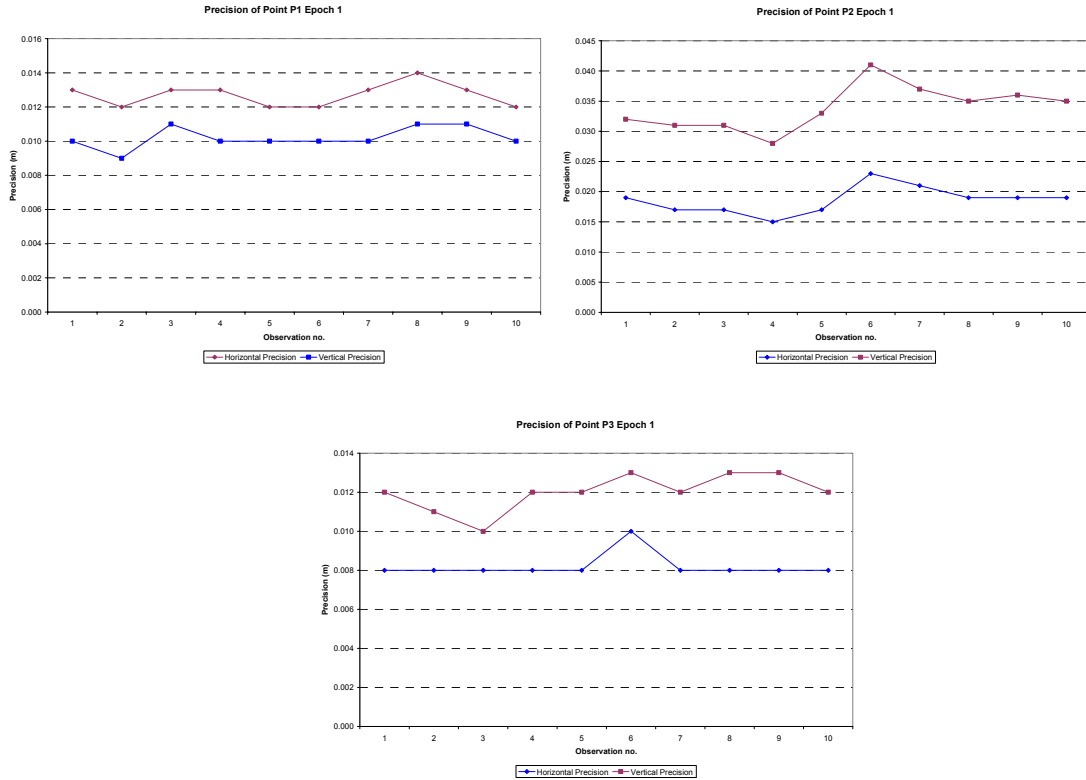 Precision of Point P1 Epoch 1
0.016
0.014
0.012
0.010
0.008
0.006
0.004
0.002
0.000
Precision (m)
1 2 3 4 5 6 7 8 9 10
Observation no.
Horizontal Precision Vertical Precision
Precision of Point P2 Epoch 1
0.045
0.040
0.035
0.030
0.025
0.020
0.015
0.010
0.005
0.000
Precision (m)
1 2 3 4 5 6 7 8 9 10
Observation no.
Horizontal Precision Vertical Precision
Precision of Point P3 Epoch 1
0.014
0.012
0.010
0.008
0.006
0.004
0.002
0.000
Precision (m)
1 2 3 4 5 6 7 8 9 10
Observation no.
Horizontal Precision Vertical Precision